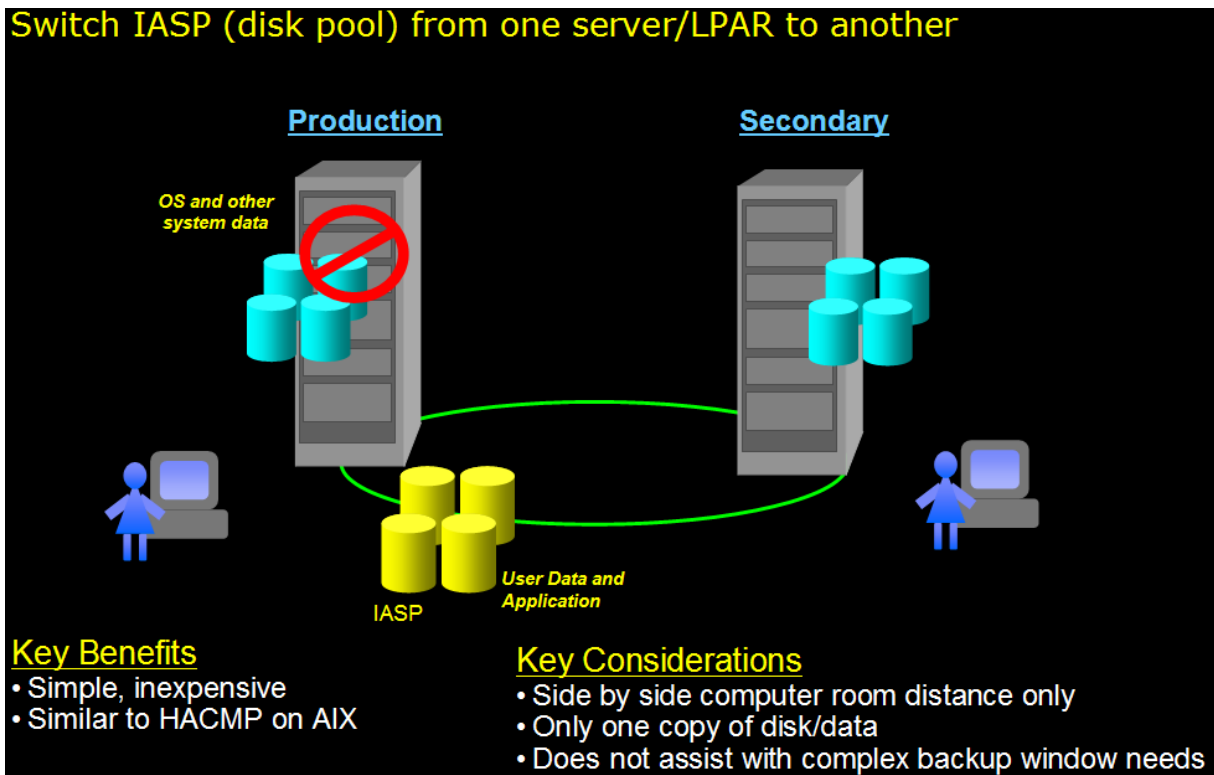 Switch IASP (disk pool) from one server/LPAR to another
Production
Secondary
OS and other
system data
User Data and
Application
IASP
Key Benefits
• Simple, inexpensive
• Similar to HACMP on AIX
Key Considerations
• Side by side computer room distance only
• Only one copy of disk/data
• Does not assist with complex backup window needs